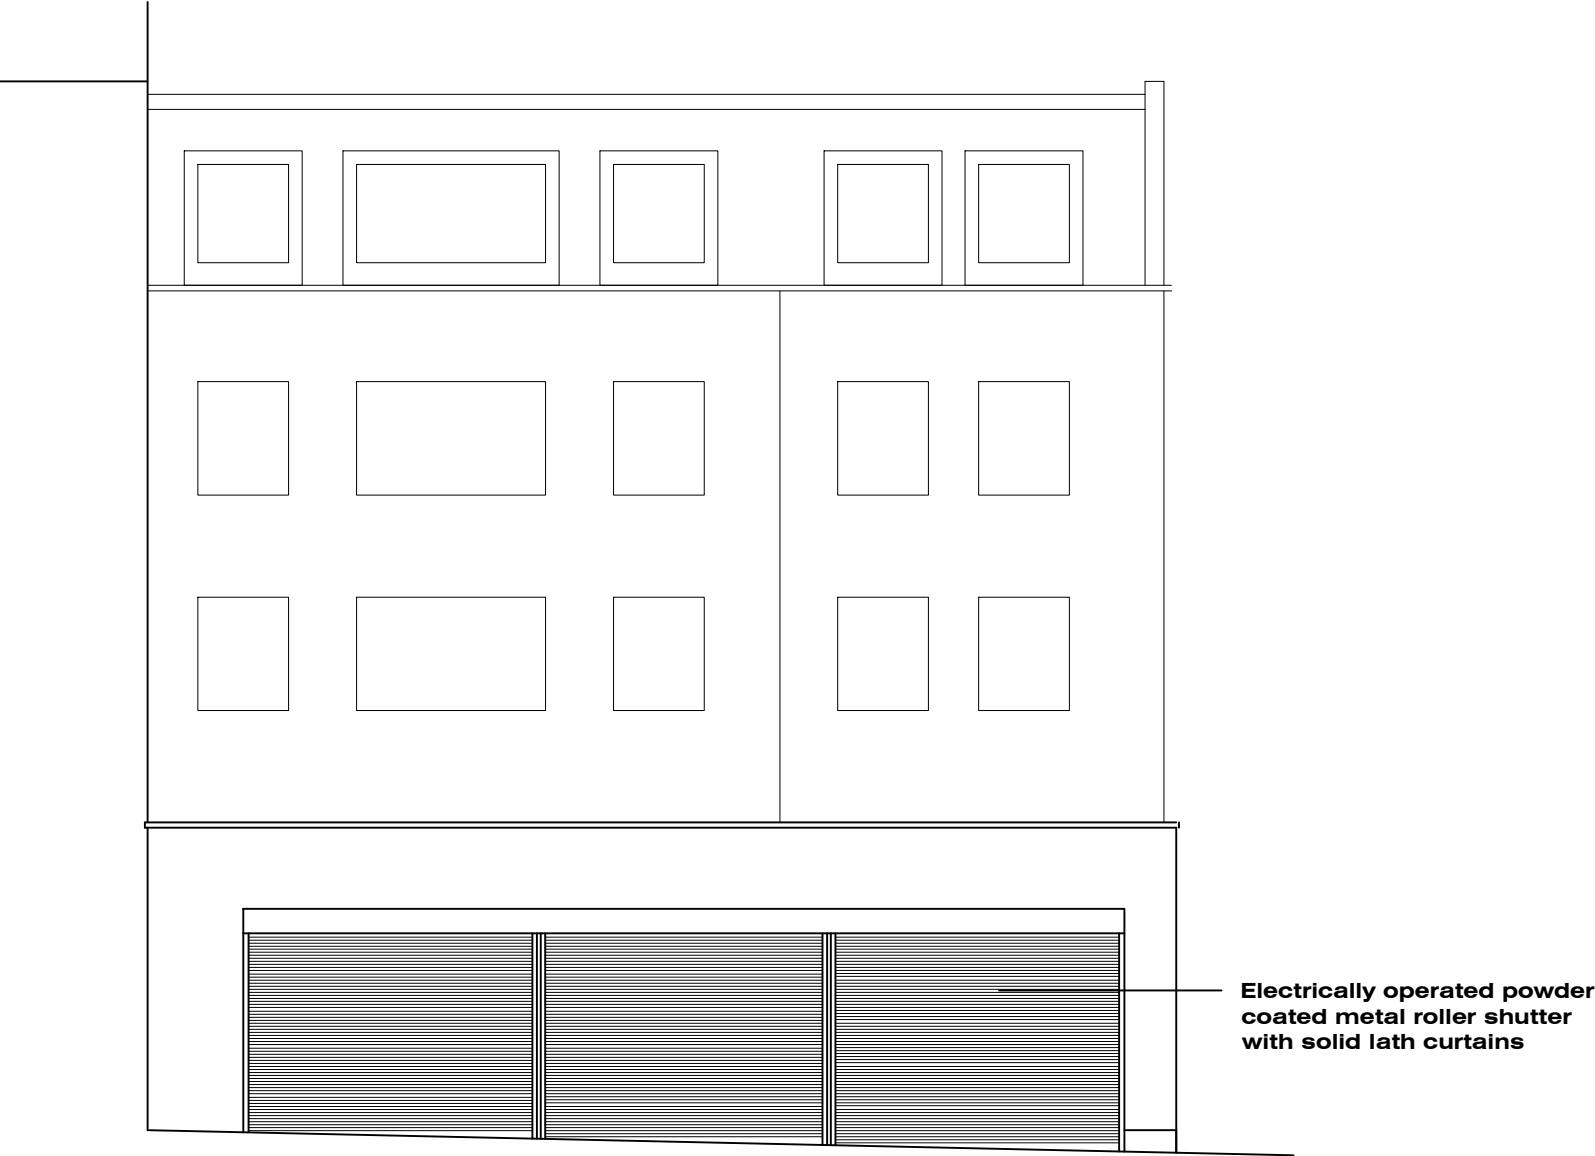 Electrically operated powder
coated metal roller shutter
with solid lath curtains